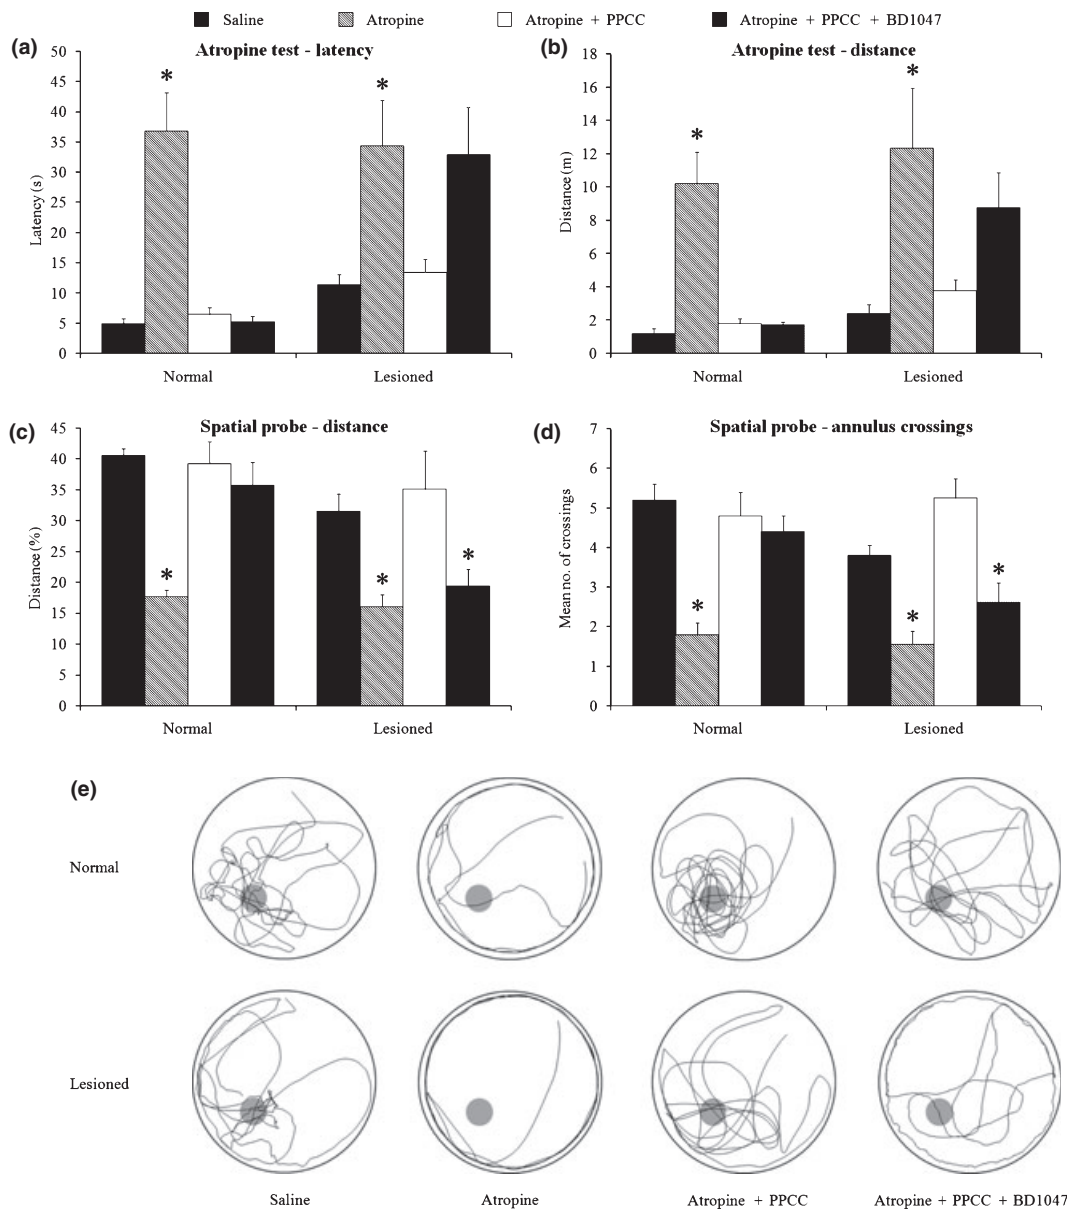 Saline Atropine Atropine + PPCC Atropine + PPCC + BD1047
(a) Atropine test - latency
50
45
40
35
30
25
20
15
10
5
0
Latency (s)
* *
Normal Lesioned
(b) Atropine test - distance
18
16
14
12
10
8
6
4
2
0
Distance (m)
* *
Normal Lesioned
(c) Spatial probe - distance
45
40
35
30
25
20
15
10
5
0
Distance (%)
* * *
Normal Lesioned
(d) Spatial probe - annulus crossings
7
6
5
4
3
2
1
0
Mean no. of crossings
* * *
Normal Lesioned
(e)
Normal
Lesioned
Saline Atropine Atropine + PPCC Atropine + PPCC + BD1047